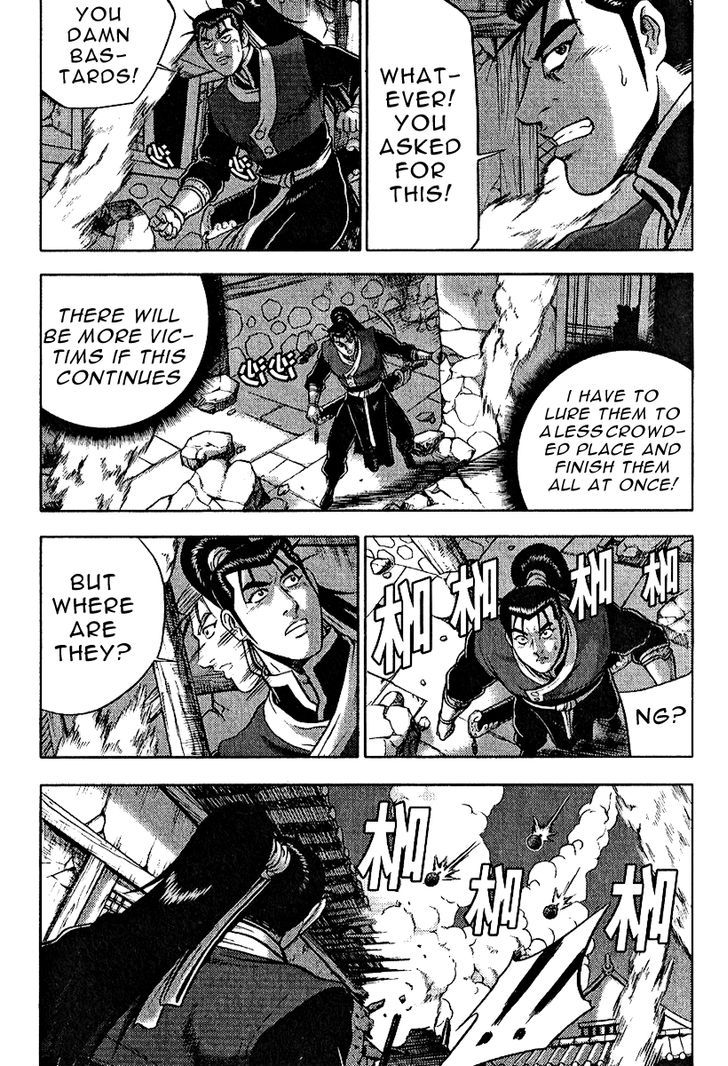 YOU
DAMN
BAS-
TARDS!
WHAT-
EVER!
YOU
ASKED
FOR
THIS!
THERE WILL
BE MORE VIC-
TIMS IF THIS
CONTINUES
I HAVE TO
LURE THEM TO
A LESS CROWD-
ED PLACE AND
FINISH THEM
ALL AT ONCE!
BUT
WHERE
ARE
THEY?
NG?
!!